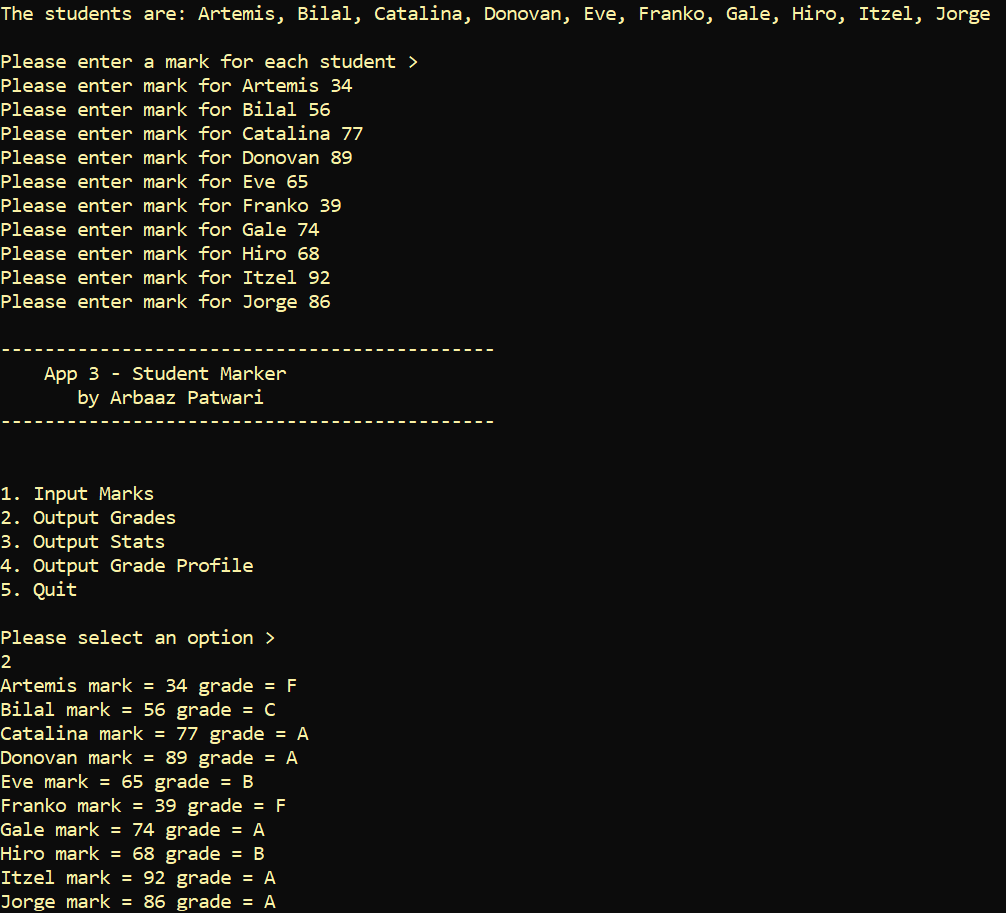 The students are: Artemis, Bilal, Catalina, Donovan, Eve, Franko, Gale, Hiro, Itzel, Jorge
Please enter a mark for each student >
Please enter mark for Artemis 34
Please enter mark for Bilal 56
Please enter mark for Catalina 77
Please enter mark for Donovan 89
Please enter mark for Eve 65
Please enter mark for Franko 39
Please enter mark for Gale 74
Please enter mark for Hiro 68
Please enter mark for Itzel 92
Please enter mark for Jorge 86
---------------------------------------------
App 3 - Student Marker
by Arbaaz Patwari
---------------------------------------------
1. Input Marks
2. Output Grades
3. Output Stats
4. Output Grade Profile
5. Quit
Please select an option >
2
Artemis mark = 34 grade = F
Bilal mark = 56 grade = C
Catalina mark = 77 grade = A
Donovan mark = 89 grade = A
Eve mark = 65 grade = B
Franko mark = 39 grade = F
Gale mark = 74 grade = A
Hiro mark = 68 grade = B
Itzel mark = 92 grade = A
Jorge mark = 86 grade = A